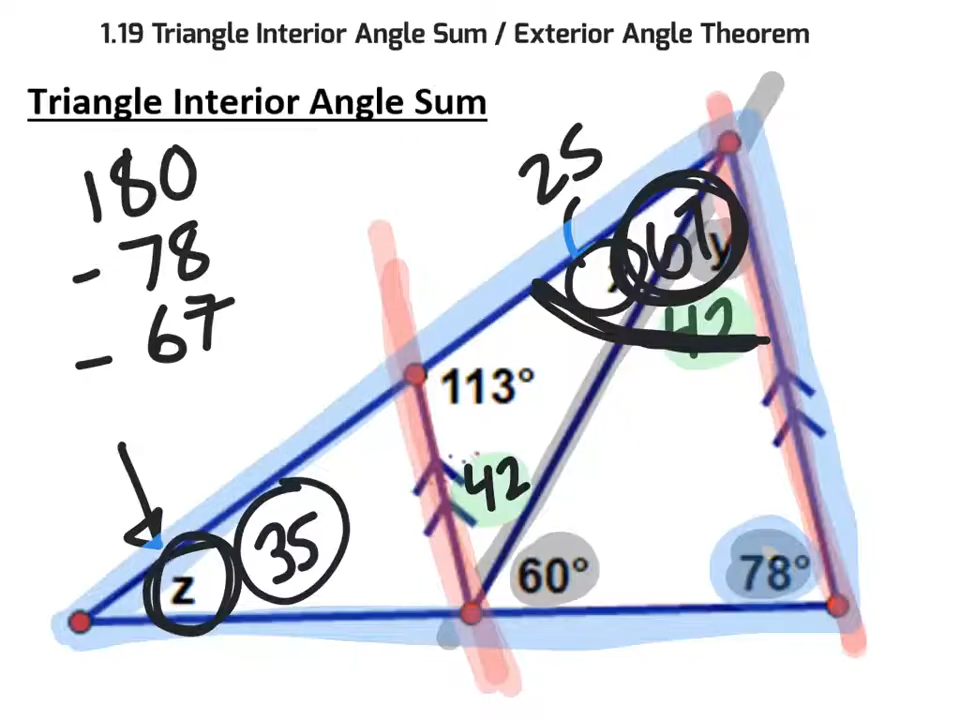 1.19 Triangle Interior Angle Sum / Exterior Angle Theorem
Triangle Interior Angle Sum
180
- 78
- 67
25
67
y
42
113°
42
35
z
60°
78°